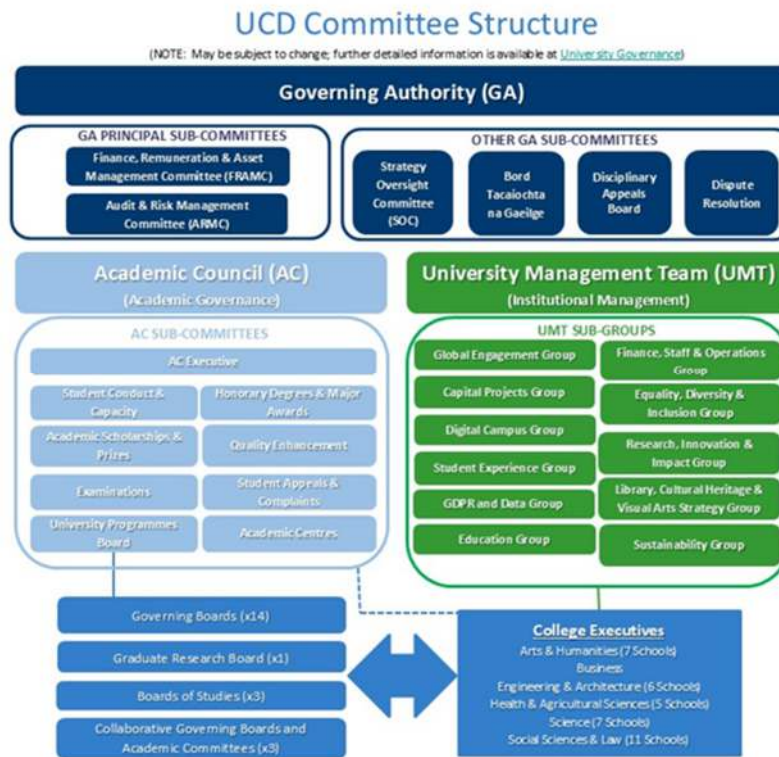 UCD Committee Structure
(NOTE: May be subject to change; further detailed information is available at University Governance)
Governing Authority (GA)
GA PRINCIPAL SUB-COMMITTEES
Finance, Remuneration & Asset
Management Committee (FRAMC)
Audit & Risk Management
Committee (ARMC)
OTHER GA SUB-COMMITTEES
Strategy
Oversight
Committee
(SOC)
Bord
Tacaíochta
na Gaeilge
Disciplinary
Appeals
Board
Dispute
Resolution
Academic Council (AC)
(Academic Governance)
AC SUB-COMMITTEES
AC Executive
Student Conduct &
Capacity
Honorary Degrees & Major
Awards
Academic Scholarships &
Prizes
Quality Enhancement
Examinations
Student Appeals &
Complaints
University Programmes
Board
Academic Centres
University Management Team (UMT)
(Institutional Management)
UMT SUB-GROUPS
Global Engagement Group
Finance, Staff & Operations
Group
Capital Projects Group
Equality, Diversity &
Inclusion Group
Digital Campus Group
Research, Innovation &
Impact Group
Student Experience Group
Library, Cultural Heritage &
Visual Arts Strategy Group
GDPR and Data Group
Education Group
Sustainability Group
Governing Boards (x14)
Graduate Research Board (x1)
Boards of Studies (x3)
Collaborative Governing Boards and
Academic Committees (x3)
College Executives
Arts & Humanities (7 Schools)
Business
Engineering & Architecture (6 Schools)
Health & Agricultural Sciences (5 Schools)
Science (7 Schools)
Social Sciences & Law (11 Schools)